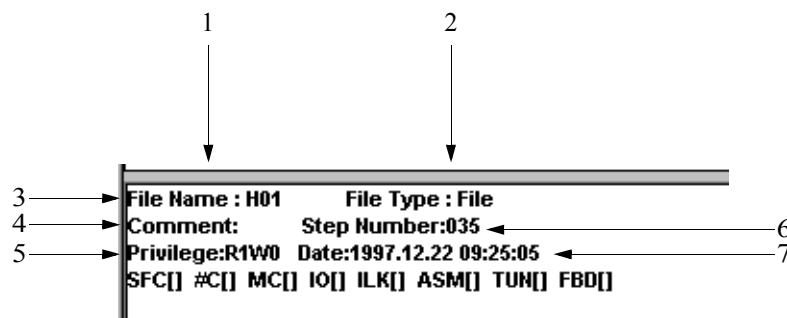 1 2
3 File Name : H01 File Type : File
4 Comment: Step Number:035 6
5 Privilege:R1W0 Date:1997.12.22 09:25:05 7
SFC[] #C[] MC[] IO[] ILK[] ASM[] TUN[] FBD[]